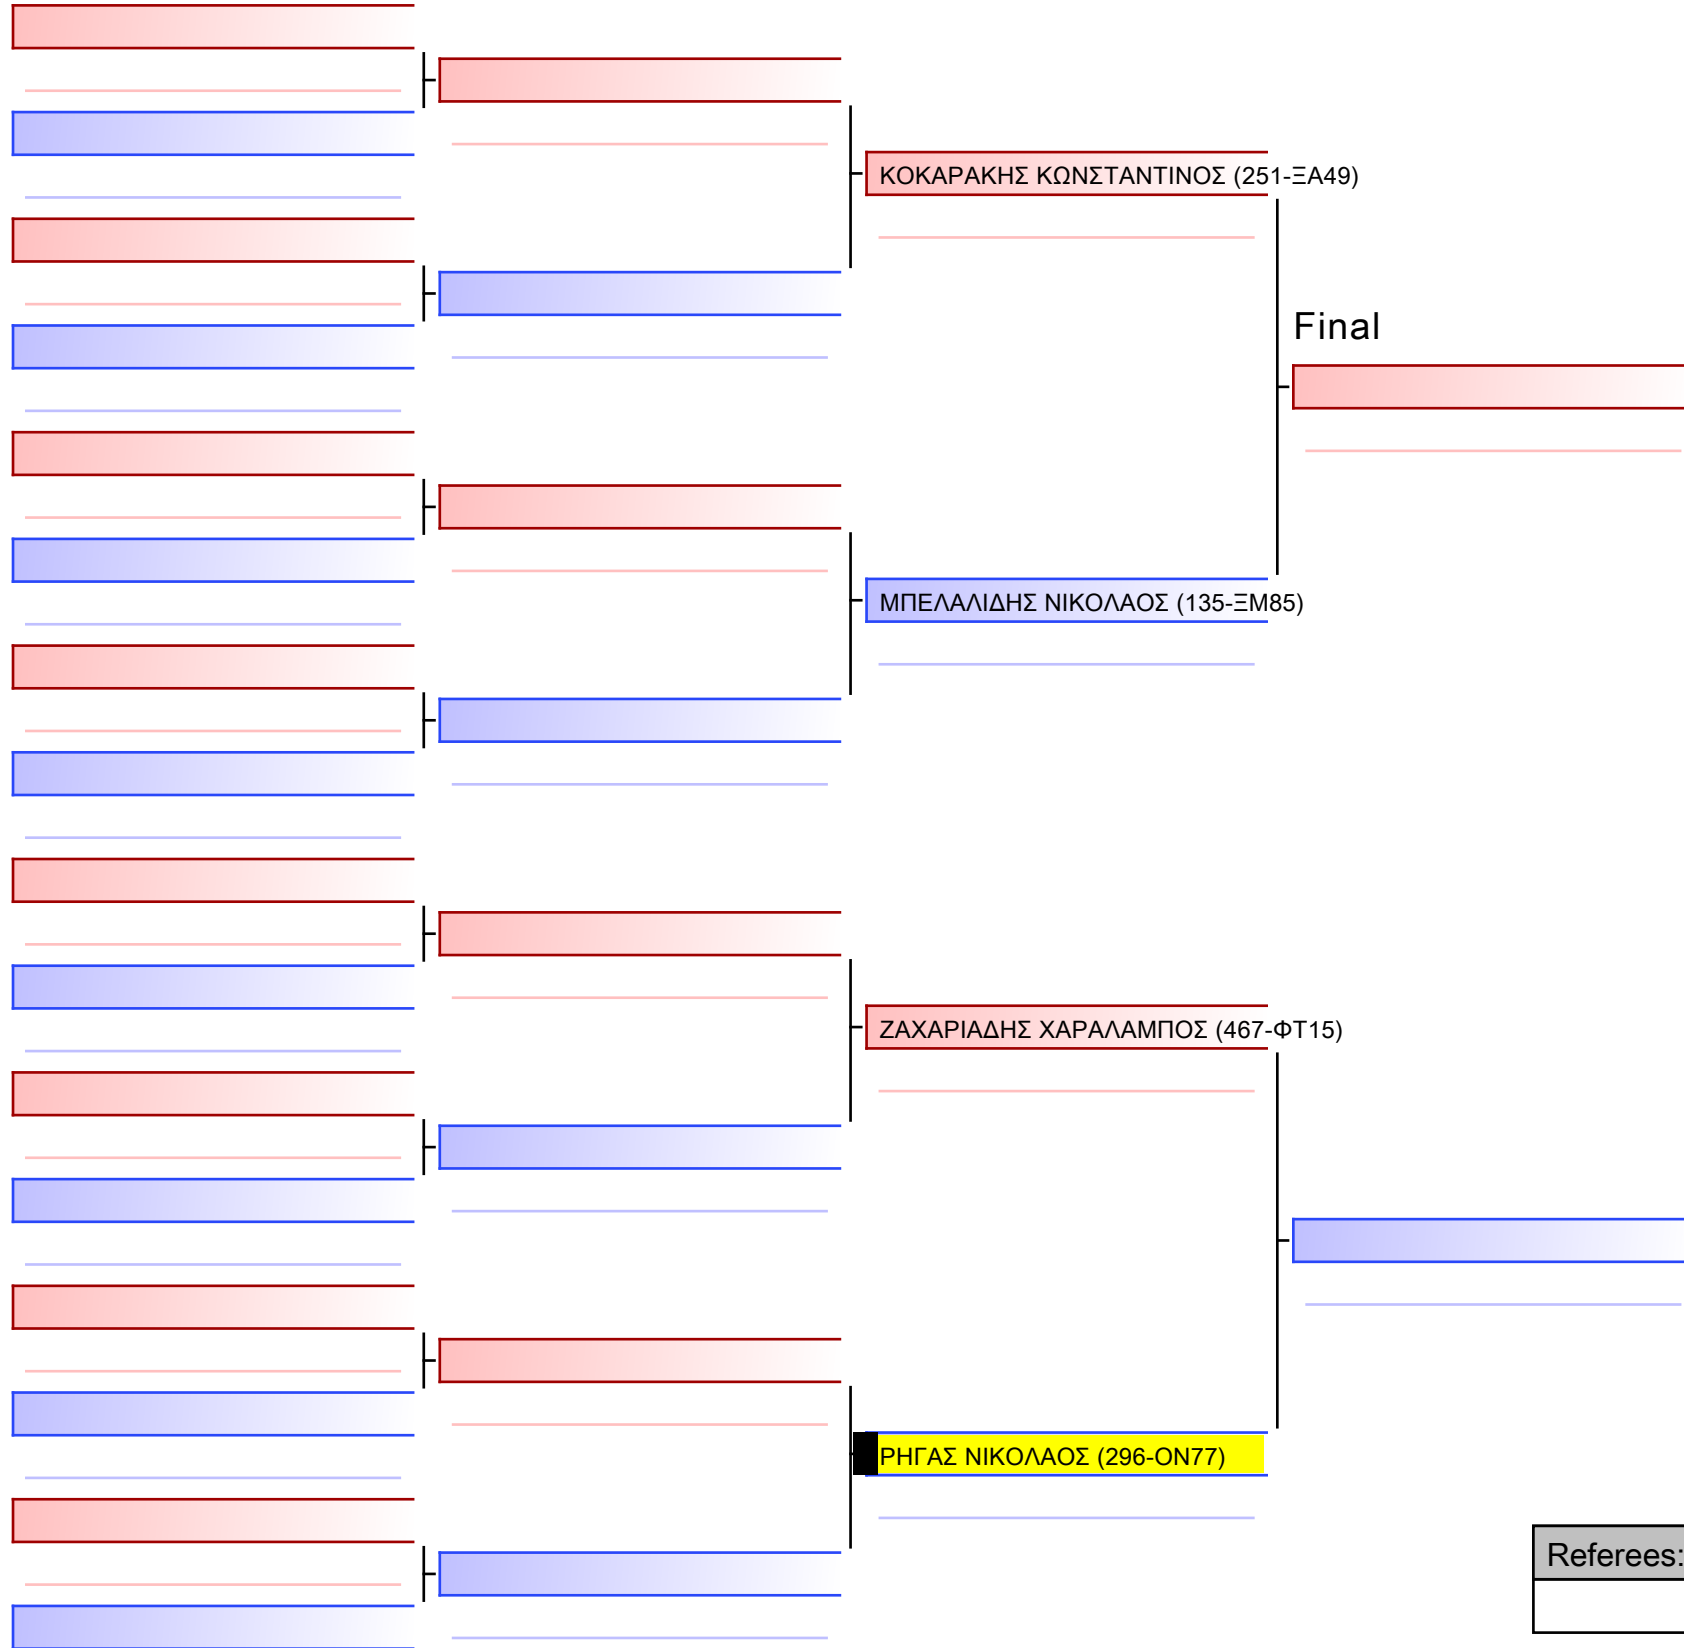 ΚΟΚΑΡΑΚΗΣ ΚΩΝΣΤΑΝΤΙΝΟΣ (251-ΞΑ49)
Final
ΜΠΕΛΑΛΙΔΗΣ ΝΙΚΟΛΑΟΣ (135-ΞΜ85)
ΖΑΧΑΡΙΑΔΗΣ ΧΑΡΑΛΑΜΠΟΣ (467-ΦΤ15)
ΡΗΓΑΣ ΝΙΚΟΛΑΟΣ (296-ΟΝ77)
Referees: